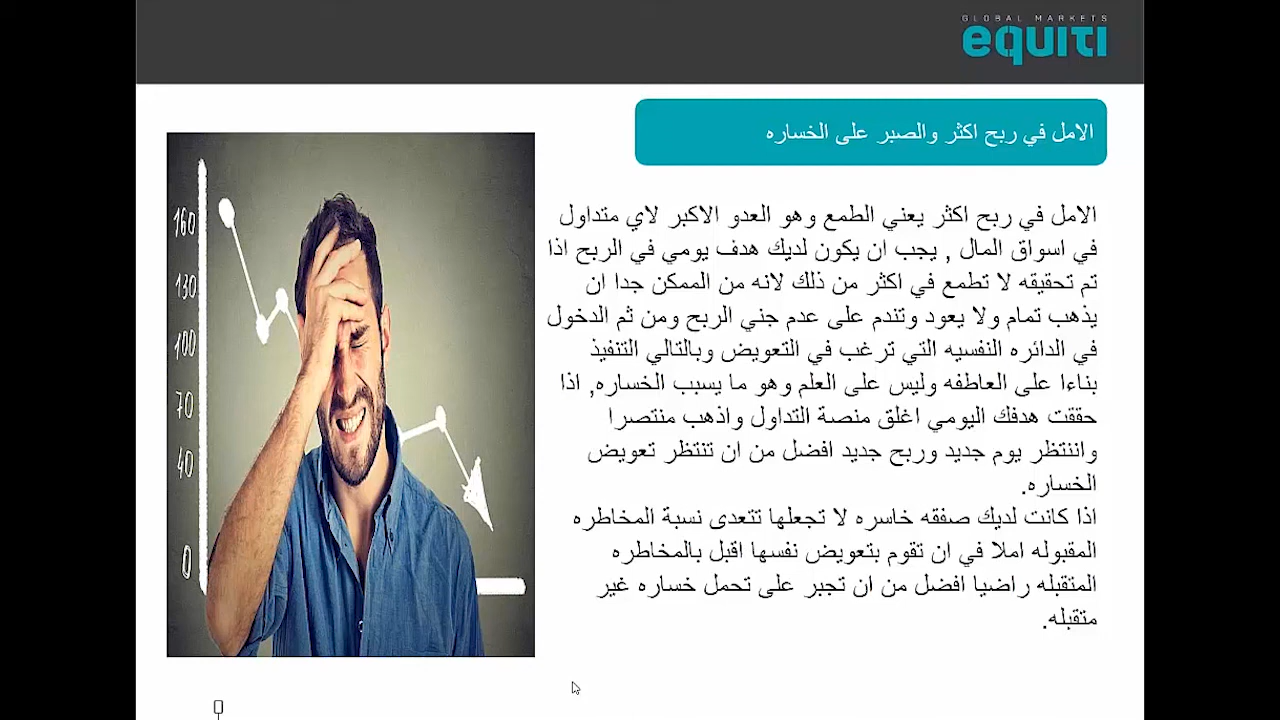 GLOBAL MARKETS
equiti
الامل في ربح اكثر والصبر على الخساره
الامل في ربح اكثر يعني الطمع وهو العدو الاكبر لاي متداول
في اسواق المال , يجب ان يكون لديك هدف يومي في الربح اذا
تم تحقيقه لا تطمع في اكثر من ذلك لانه من الممكن جدا ان
يذهب تمام ولا يعود وتندم على عدم جني الربح ومن ثم الدخول
في الدائره النفسيه التي ترغب في التعويض وبالتالي التنفيذ
بناءا على العاطفه وليس على العلم وهو ما يسبب الخساره, اذا
حققت هدفك اليومي اغلق منصة التداول واذهب منتصرا
واننتظر يوم جديد وربح جديد افضل من ان تنتظر تعويض
الخساره.
اذا كانت لديك صفقه خاسره لا تجعلها تتعدى نسبة المخاطره
المقبوله املا في ان تقوم بتعويض نفسها اقبل بالمخاطره
المتقبله راضيا افضل من ان تجبر على تحمل خساره غير
متقبله.
160
130
100
70
40
0